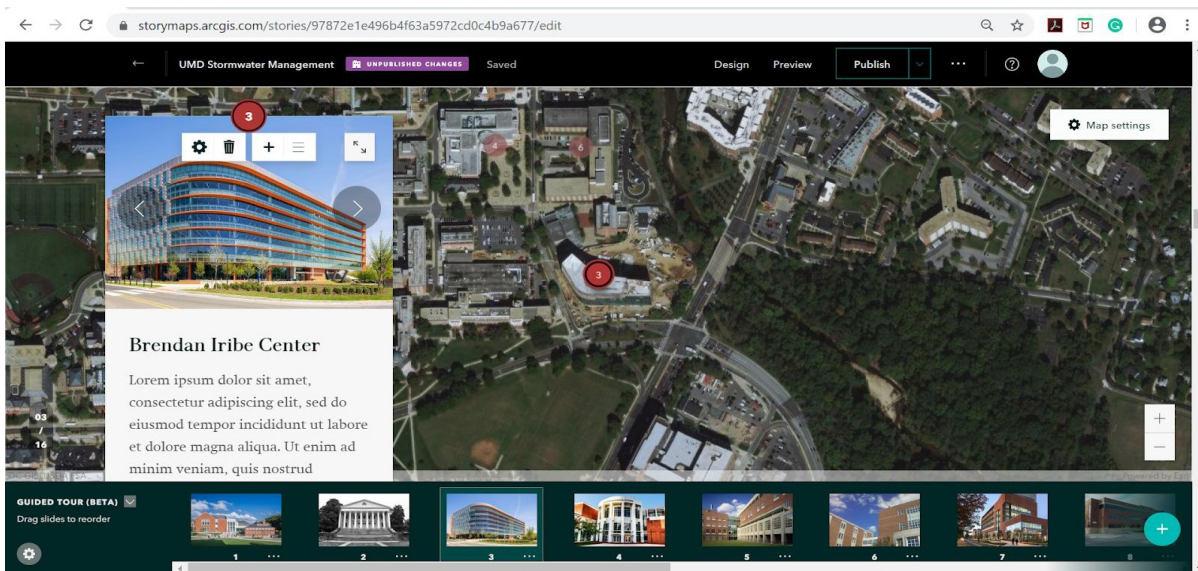 storymaps.arcgis.com/stories/97872e1e496b4f63a5972cd0c4b9a677/edit
UMD Stormwater Management UNPUBLISHED CHANGES Saved Design Preview Publish
3
Map settings
4
6
3
Brendan Iribe Center
Lorem ipsum dolor sit amet,
consectetur adipiscing elit, sed do
eiusmod tempor incididunt ut labore
et dolore magna aliqua. Ut enim ad
minim veniam, quis nostrud
03
/
16
Powered by Esri
GUIDED TOUR (BETA)
Drag slides to reorder
1 2 3 4 5 6 7 8